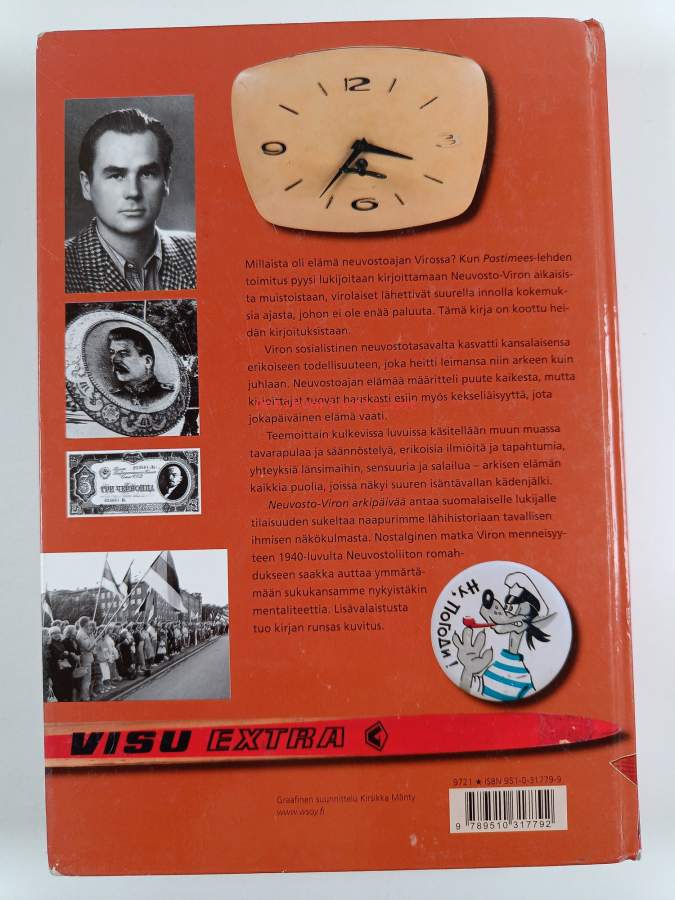 12
3
6
Millaista oli elämä neuvostoajan Virossa? Kun Postimees-lehden
toimitus pyysi lukijoitaan kirjoittamaan Neuvosto-Viron aikaisis-
ta muistoistaan, virolaiset lähettivät suurella innolla kokemuk-
sia ajasta, johon ei ole enää paluuta. Tämä kirja on koottu hei-
dän kirjoituksistaan.
Viron sosialistinen neuvostotasavalta kasvatti kansalaisensa
erikoiseen todellisuuteen, joka heitti leimansa niin arkeen kuin
juhlaan. Neuvostoajan elämää määritteli puute kaikesta, mutta
kirjoittajat tuovat hauskasti esiin myös kekseliäisyyttä, jota
jokapäiväinen elämä vaati.
Teemoittain kulkevissa luvuissa käsitellään muun muassa
tavarapulaa ja säännöstelyä, erikoisia ilmiöitä ja tapahtumia,
yhteyksiä länsimaihin, sensuuria ja salailua – arkisen elämän
kaikkia puolia, joissa näkyi suuren isäntävallan kädenjälki.
Neuvosto-Viron arkipäivää antaa suomalaiselle lukijalle
tilaisuuden sukeltaa naapurimme lähihistoriaan tavallisen
ihmisen näkökulmasta. Nostalginen matka Viron menneisyy-
teen 1940-luvulta Neuvostoliiton romah-
dukseen saakka auttaa ymmärtä-
mään sukukansamme nykyistäkin
mentaliteettia. Lisävalaistusta
tuo kirjan runsas kuvitus.
3 ТРИ ЧЕРВОНЦА
Ну, погоди!
VISU EXTRA
9721 ★ ISBN 951-0-31779-9
Graafinen suunnittelu Kirsikka Mänty
www.wsoy.fi
9 789510 317792